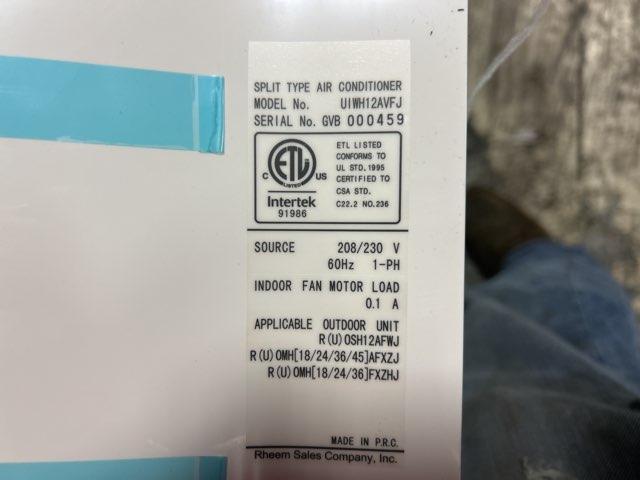 SPLIT TYPE AIR CONDITIONER
MODEL No. UIWH12AVFJ
SERIAL No. GVB 000459
ETL LISTED
CONFORMS TO
UL STD. 1995
CERTIFIED TO
CSA STD.
C22.2 NO.236
C ETL US
LISTED
Intertek
91986
SOURCE 208/230 V
60Hz 1-PH
INDOOR FAN MOTOR LOAD
0.1 A
APPLICABLE OUTDOOR UNIT
R(U)OSH12AFWJ
R(U)OMH[18/24/36/45]AFXZJ
R(U)OMH[18/24/36]FXZHJ
MADE IN P.R.C.
Rheem Sales Company, Inc.